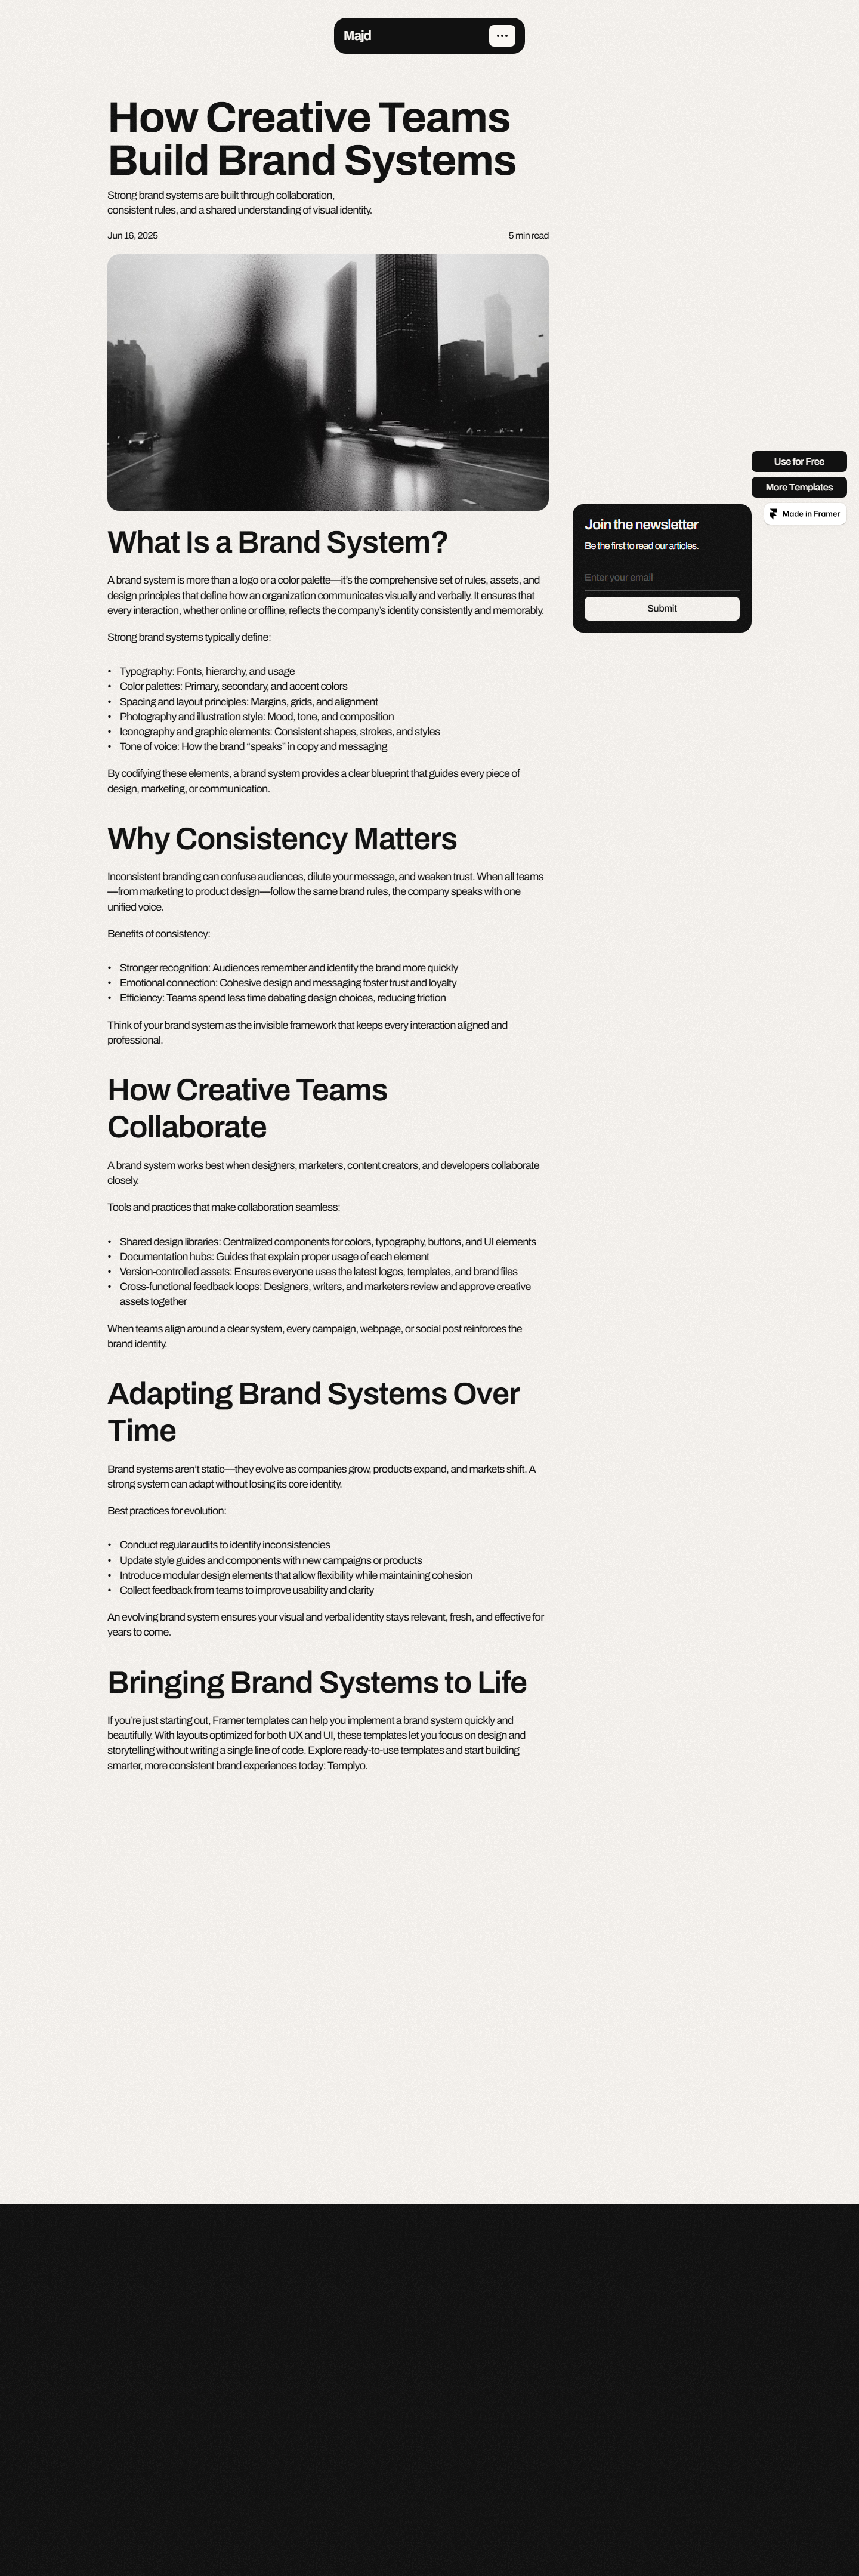 Majd
How Creative Teams
Build Brand Systems
Strong brand systems are built through collaboration,
consistent rules, and a shared understanding of visual identity.
Jun 16, 2025
5 min read
Use for Free
More Templates
Made in Framer
Join the newsletter
Be the first to read our articles.
Enter your email
Submit
What Is a Brand System?
A brand system is more than a logo or a color palette—it’s the comprehensive set of rules, assets, and
design principles that define how an organization communicates visually and verbally. It ensures that
every interaction, whether online or offline, reflects the company’s identity consistently and memorably.
Strong brand systems typically define:
• Typography: Fonts, hierarchy, and usage
• Color palettes: Primary, secondary, and accent colors
• Spacing and layout principles: Margins, grids, and alignment
• Photography and illustration style: Mood, tone, and composition
• Iconography and graphic elements: Consistent shapes, strokes, and styles
• Tone of voice: How the brand “speaks” in copy and messaging
By codifying these elements, a brand system provides a clear blueprint that guides every piece of
design, marketing, or communication.
Why Consistency Matters
Inconsistent branding can confuse audiences, dilute your message, and weaken trust. When all teams
—from marketing to product design—follow the same brand rules, the company speaks with one
unified voice.
Benefits of consistency:
• Stronger recognition: Audiences remember and identify the brand more quickly
• Emotional connection: Cohesive design and messaging foster trust and loyalty
• Efficiency: Teams spend less time debating design choices, reducing friction
Think of your brand system as the invisible framework that keeps every interaction aligned and
professional.
How Creative Teams
Collaborate
A brand system works best when designers, marketers, content creators, and developers collaborate
closely.
Tools and practices that make collaboration seamless:
• Shared design libraries: Centralized components for colors, typography, buttons, and UI elements
• Documentation hubs: Guides that explain proper usage of each element
• Version-controlled assets: Ensures everyone uses the latest logos, templates, and brand files
• Cross-functional feedback loops: Designers, writers, and marketers review and approve creative
assets together
When teams align around a clear system, every campaign, webpage, or social post reinforces the
brand identity.
Adapting Brand Systems Over
Time
Brand systems aren’t static—they evolve as companies grow, products expand, and markets shift. A
strong system can adapt without losing its core identity.
Best practices for evolution:
• Conduct regular audits to identify inconsistencies
• Update style guides and components with new campaigns or products
• Introduce modular design elements that allow flexibility while maintaining cohesion
• Collect feedback from teams to improve usability and clarity
An evolving brand system ensures your visual and verbal identity stays relevant, fresh, and effective for
years to come.
Bringing Brand Systems to Life
If you’re just starting out, Framer templates can help you implement a brand system quickly and
beautifully. With layouts optimized for both UX and UI, these templates let you focus on design and
storytelling without writing a single line of code. Explore ready-to-use templates and start building
smarter, more consistent brand experiences today: Templyo.